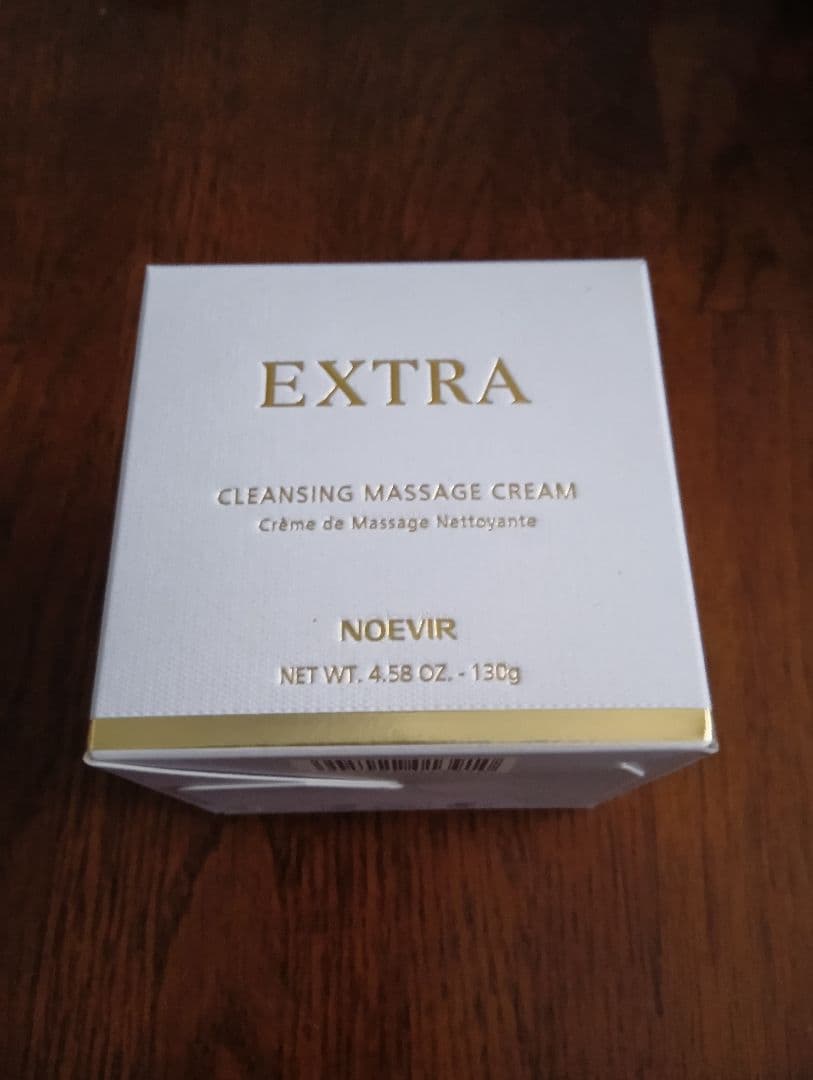 EXTRA
CLEANSING MASSAGE CREAM
Crème de Massage Nettoyante
NOEVIR
NET WT. 4.58 OZ. - 130g